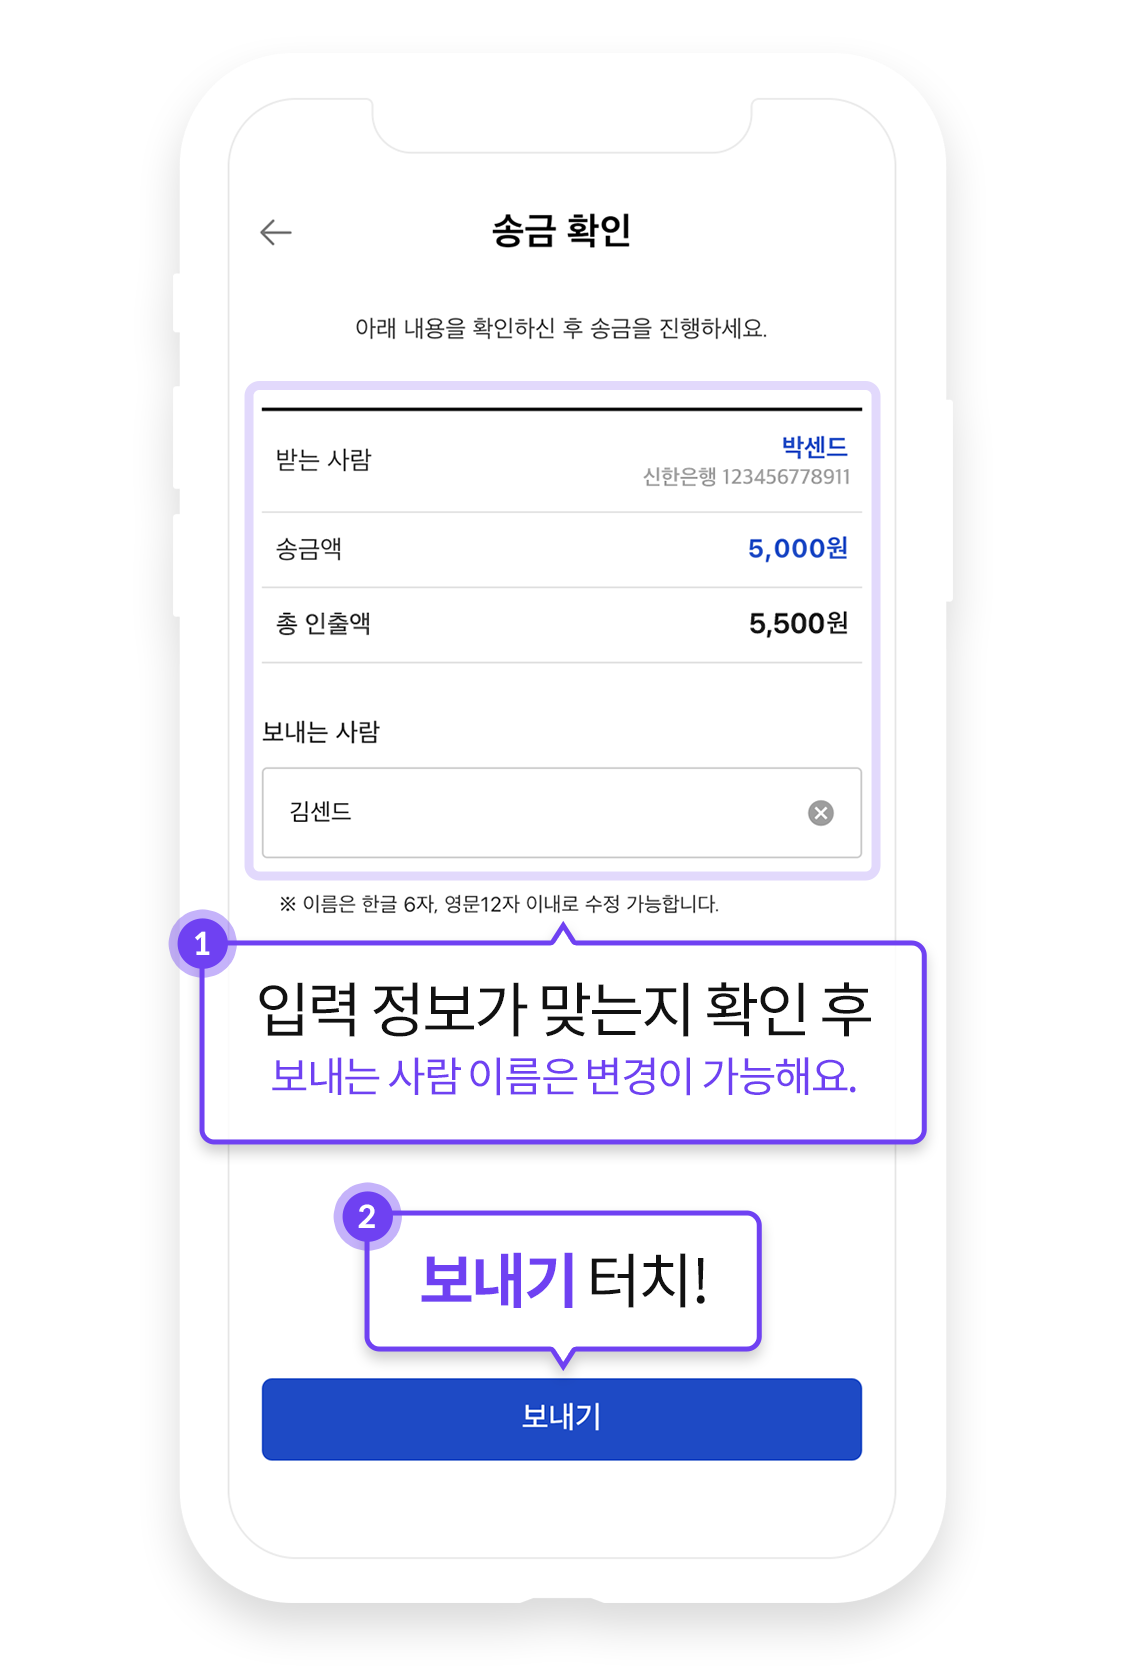 송금 확인
아래 내용을 확인하신 후 송금을 진행하세요.
받는 사람
박센드
신한은행 123456778911
송금액
5,000원
총 인출액
5,500원
보내는 사람
김센드
※ 이름은 한글 6자, 영문12자 이내로 수정 가능합니다.
1
입력 정보가 맞는지 확인 후
보내는 사람 이름은 변경이 가능해요.
2
보내기 터치!
보내기